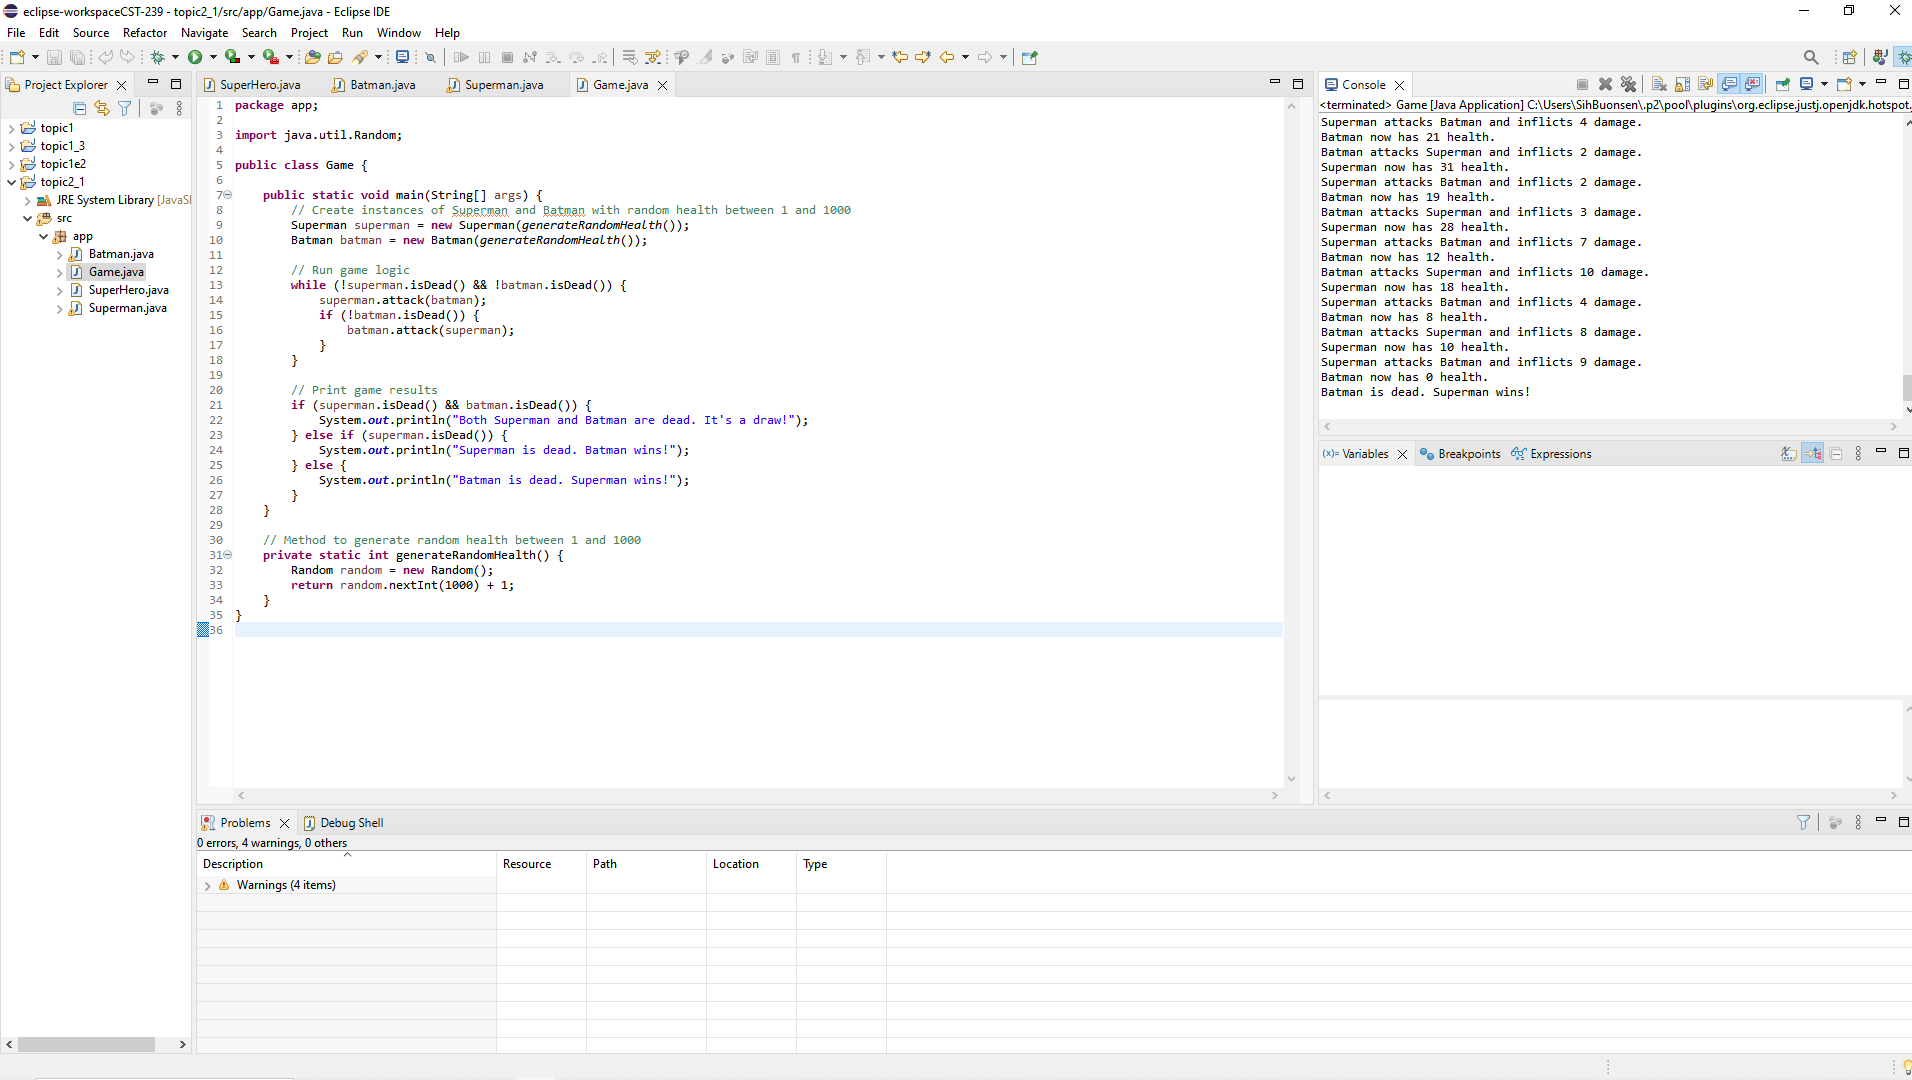 eclipse-workspaceCST-239 - topic2_1/src/app/Game.java - Eclipse IDE
File Edit Source Refactor Navigate Search Project Run Window Help
Project Explorer
topic1
topic1_3
topic1e2
topic2_1
JRE System Library [JavaSI
src
app
Batman.java
Game.java
SuperHero.java
Superman.java
SuperHero.java Batman.java Superman.java Game.java
1 package app;
2
3 import java.util.Random;
4
5 public class Game {
6
7 public static void main(String[] args) {
8 // Create instances of Superman and Batman with random health between 1 and 1000
9 Superman superman = new Superman(generateRandomHealth());
10 Batman batman = new Batman(generateRandomHealth());
11
12 // Run game logic
13 while (!superman.isDead() && !batman.isDead()) {
14 superman.attack(batman);
15 if (!batman.isDead()) {
16 batman.attack(superman);
17 }
18 }
19
20 // Print game results
21 if (superman.isDead() && batman.isDead()) {
22 System.out.println("Both Superman and Batman are dead. It's a draw!");
23 } else if (superman.isDead()) {
24 System.out.println("Superman is dead. Batman wins!");
25 } else {
26 System.out.println("Batman is dead. Superman wins!");
27 }
28 }
29
30 // Method to generate random health between 1 and 1000
31 private static int generateRandomHealth() {
32 Random random = new Random();
33 return random.nextInt(1000) + 1;
34 }
35 }
36
Console
<terminated> Game [Java Application] C:\Users\SihBuonsen\.p2\pool\plugins\org.eclipse.justj.openjdk.hotspot.
Superman attacks Batman and inflicts 4 damage.
Batman now has 21 health.
Batman attacks Superman and inflicts 2 damage.
Superman now has 31 health.
Superman attacks Batman and inflicts 2 damage.
Batman now has 19 health.
Batman attacks Superman and inflicts 3 damage.
Superman now has 28 health.
Superman attacks Batman and inflicts 7 damage.
Batman now has 12 health.
Batman attacks Superman and inflicts 10 damage.
Superman now has 18 health.
Superman attacks Batman and inflicts 4 damage.
Batman now has 8 health.
Batman attacks Superman and inflicts 8 damage.
Superman now has 10 health.
Superman attacks Batman and inflicts 9 damage.
Batman now has 0 health.
Batman is dead. Superman wins!
(x)= Variables Breakpoints Expressions
Problems Debug Shell
0 errors, 4 warnings, 0 others
Description Resource Path Location Type
Warnings (4 items)